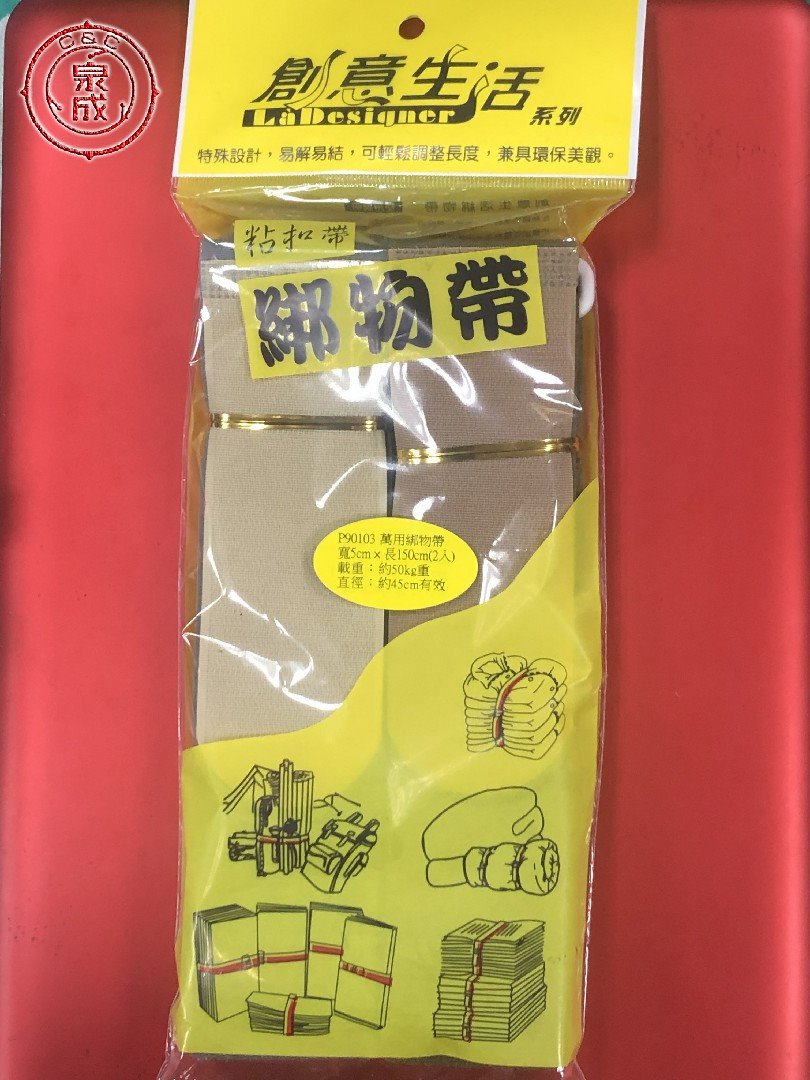 C&C
泉成
創意生活系列
LaDesigner
特殊設計，易解易結，可輕鬆調整長度，兼具環保美觀。
粘扣帶
綁物帶
P90103 萬用綁物帶
寬5cm×長150cm(2入)
載重：約50kg重
直徑：約45cm有效